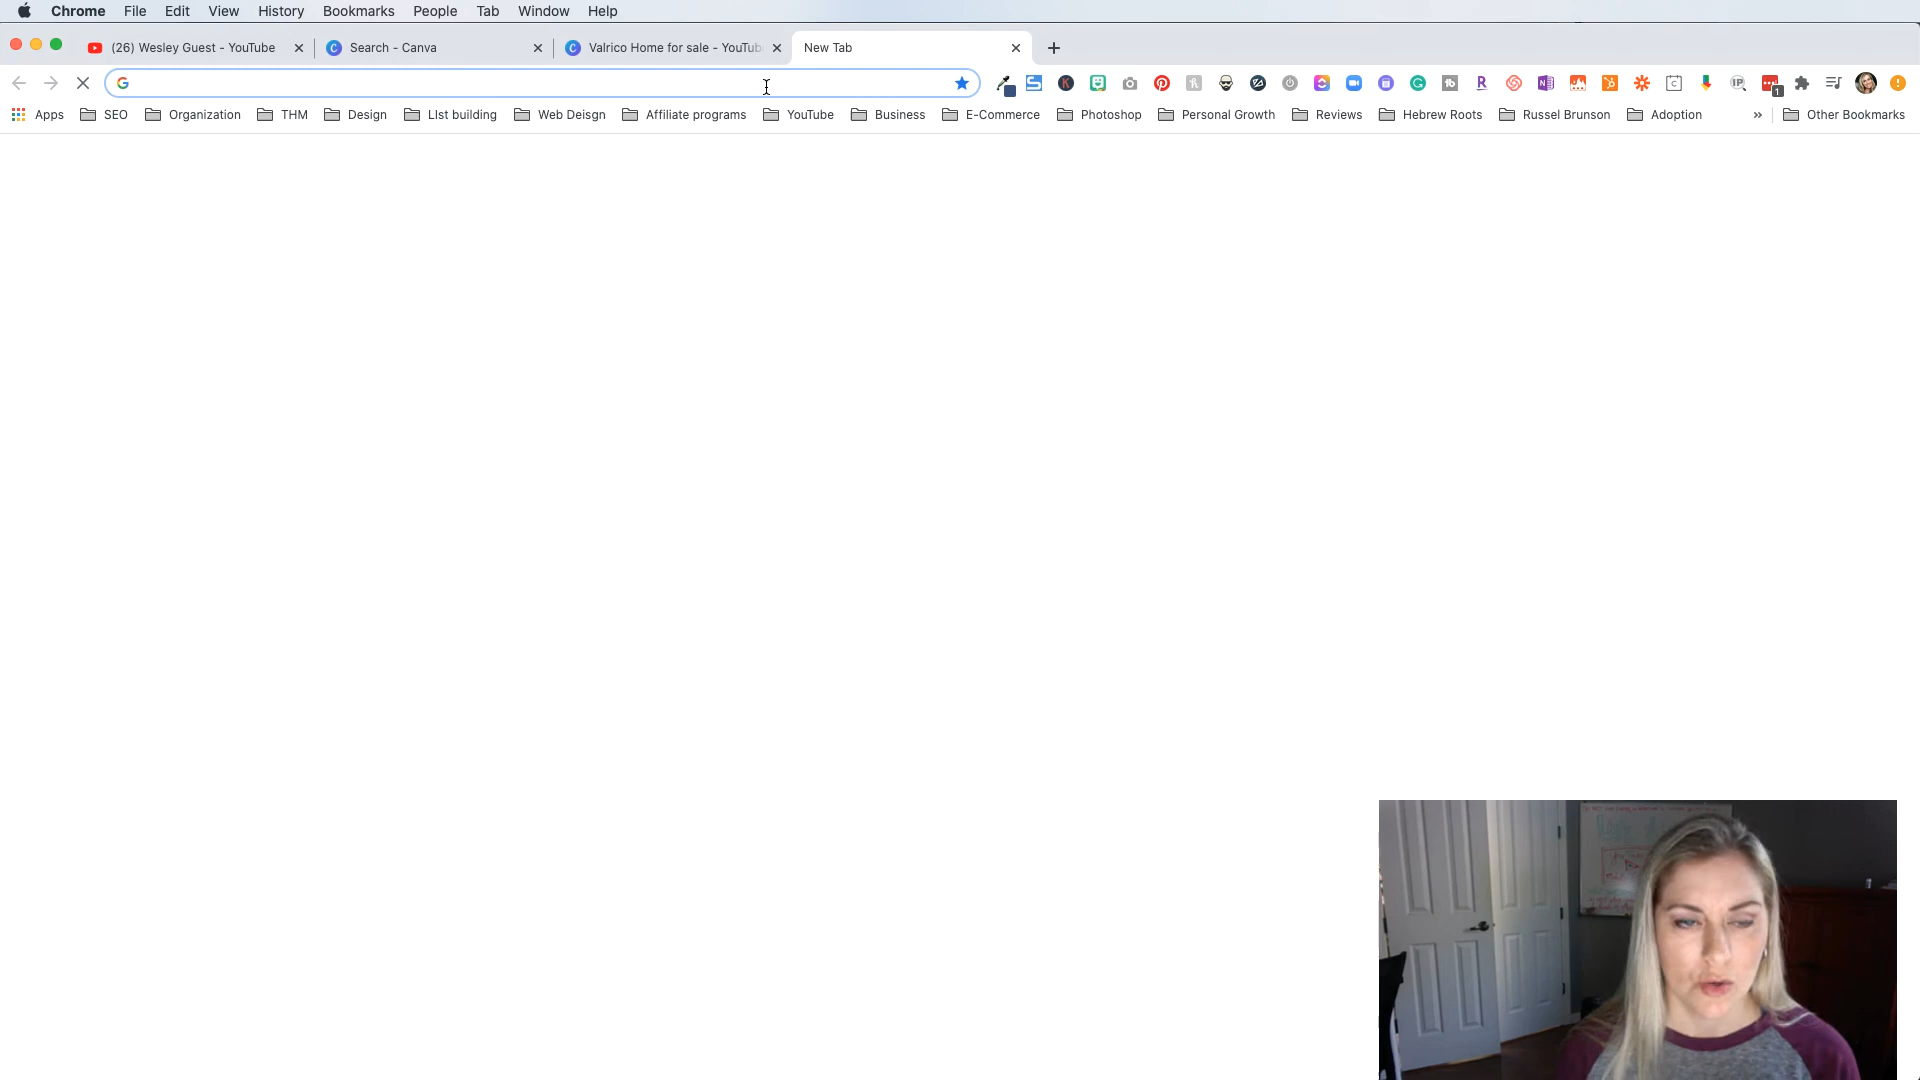 Chrome File Edit View History Bookmarks People Tab Window Help
(26) Wesley Guest - YouTube Search - Canva Valrico Home for sale - YouTub New Tab
Apps SEO Organization THM Design LIst building Web Deisgn Affiliate programs YouTube Business E-Commerce Photoshop Personal Growth Reviews Hebrew Roots Russel Brunson Adoption » Other Bookmarks